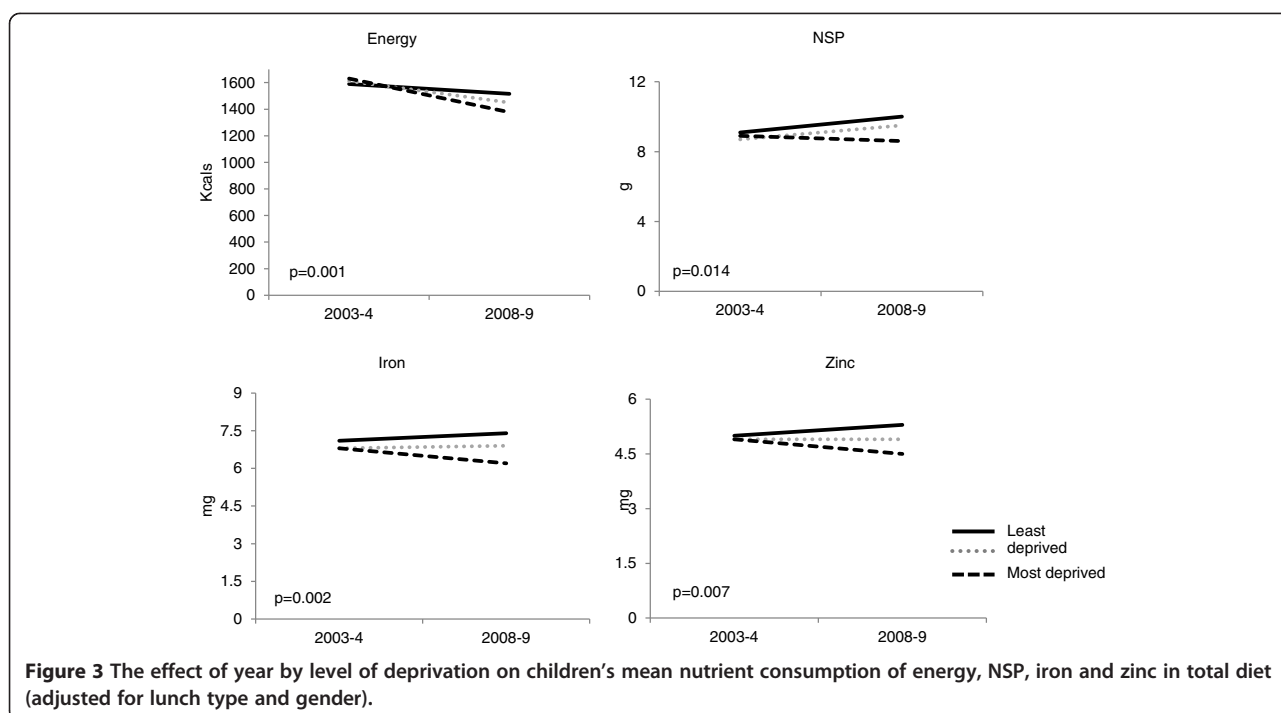 Energy
1600
1400
1200
1000
800
600
400
200
0
Kcals
p=0.001
2003-4 2008-9
NSP
12
8
4
0
g
p=0.014
2003-4 2008-9
Iron
9
7.5
6
4.5
3
1.5
0
mg
p=0.002
2003-4 2008-9
Zinc
6
4.5
3
1.5
0
mg
p=0.007
2003-4 2008-9
Least
deprived
Most deprived
Figure 3 The effect of year by level of deprivation on children’s mean nutrient consumption of energy, NSP, iron and zinc in total diet
(adjusted for lunch type and gender).